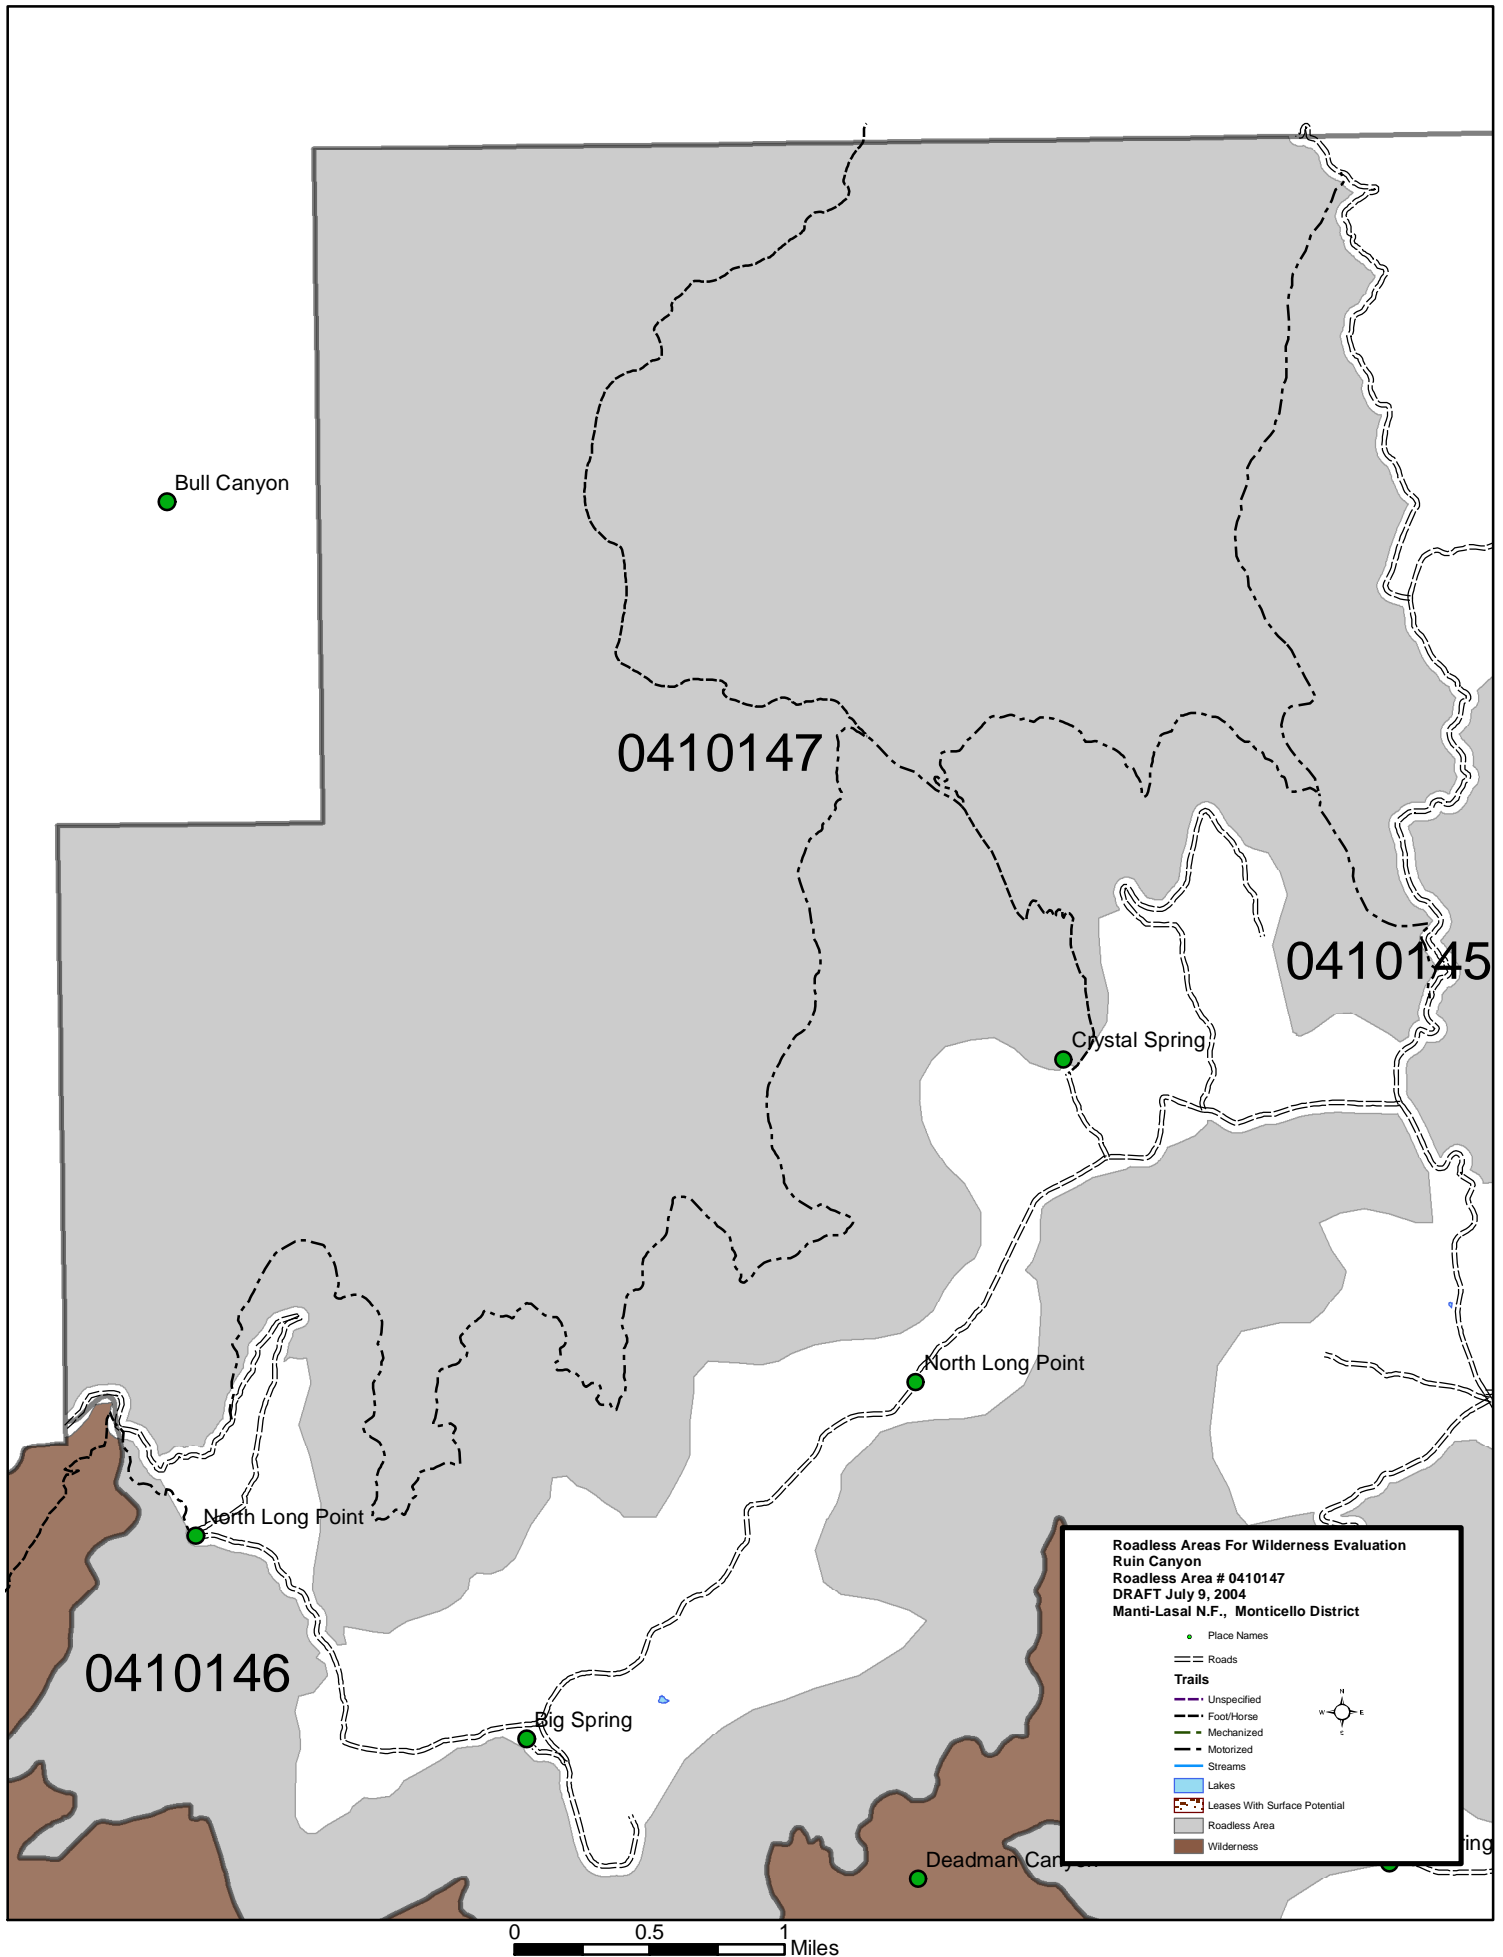 Bull Canyon
0410147
0410145
Crystal Spring
North Long Point
North Long Point
0410146
Big Spring
Deadman Canyon
ring
Roadless Areas For Wilderness Evaluation
Ruin Canyon
Roadless Area # 0410147
DRAFT July 9, 2004
Manti-Lasal N.F., Monticello District
Place Names
Roads
Trails
Unspecified
Foot/Horse
Mechanized
Motorized
Streams
Lakes
Leases With Surface Potential
Roadless Area
Wilderness
N
W E
S
0 0.5 1
Miles